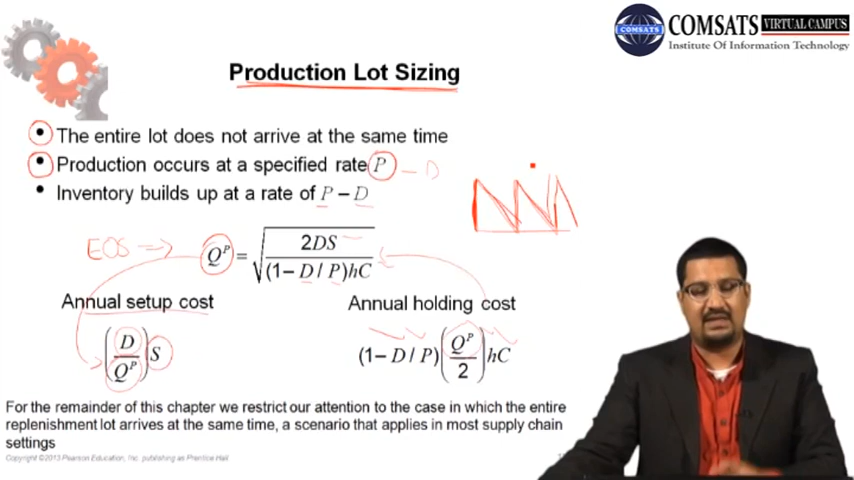 COMSATS
COMSATS VIRTUAL CAMPUS
Institute Of Information Technology
Production Lot Sizing
• The entire lot does not arrive at the same time
• Production occurs at a specified rate P – D
• Inventory builds up at a rate of P – D
EOS → Q^P = √(2DS / ((1– D / P)hC))
Annual setup cost Annual holding cost
(D / Q^P) S (1– D / P) (Q^P / 2) hC
For the remainder of this chapter we restrict our attention to the case in which the entire
replenishment lot arrives at the same time, a scenario that applies in most supply chain
settings
Copyright ©2013 Pearson Education, Inc. publishing as Prentice Hall